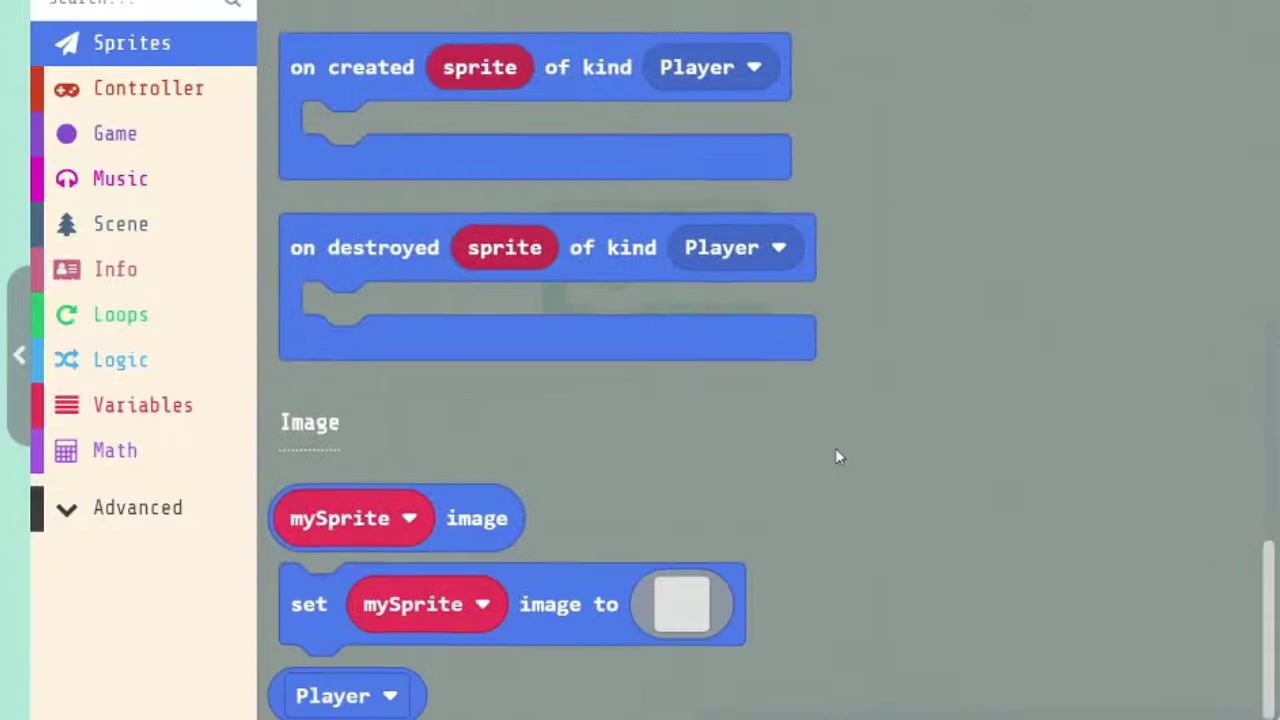 Search...
Sprites
Controller
Game
Music
Scene
Info
Loops
Logic
Variables
Math
Advanced
on created sprite of kind Player
on destroyed sprite of kind Player
Image
mySprite image
set mySprite image to
Player